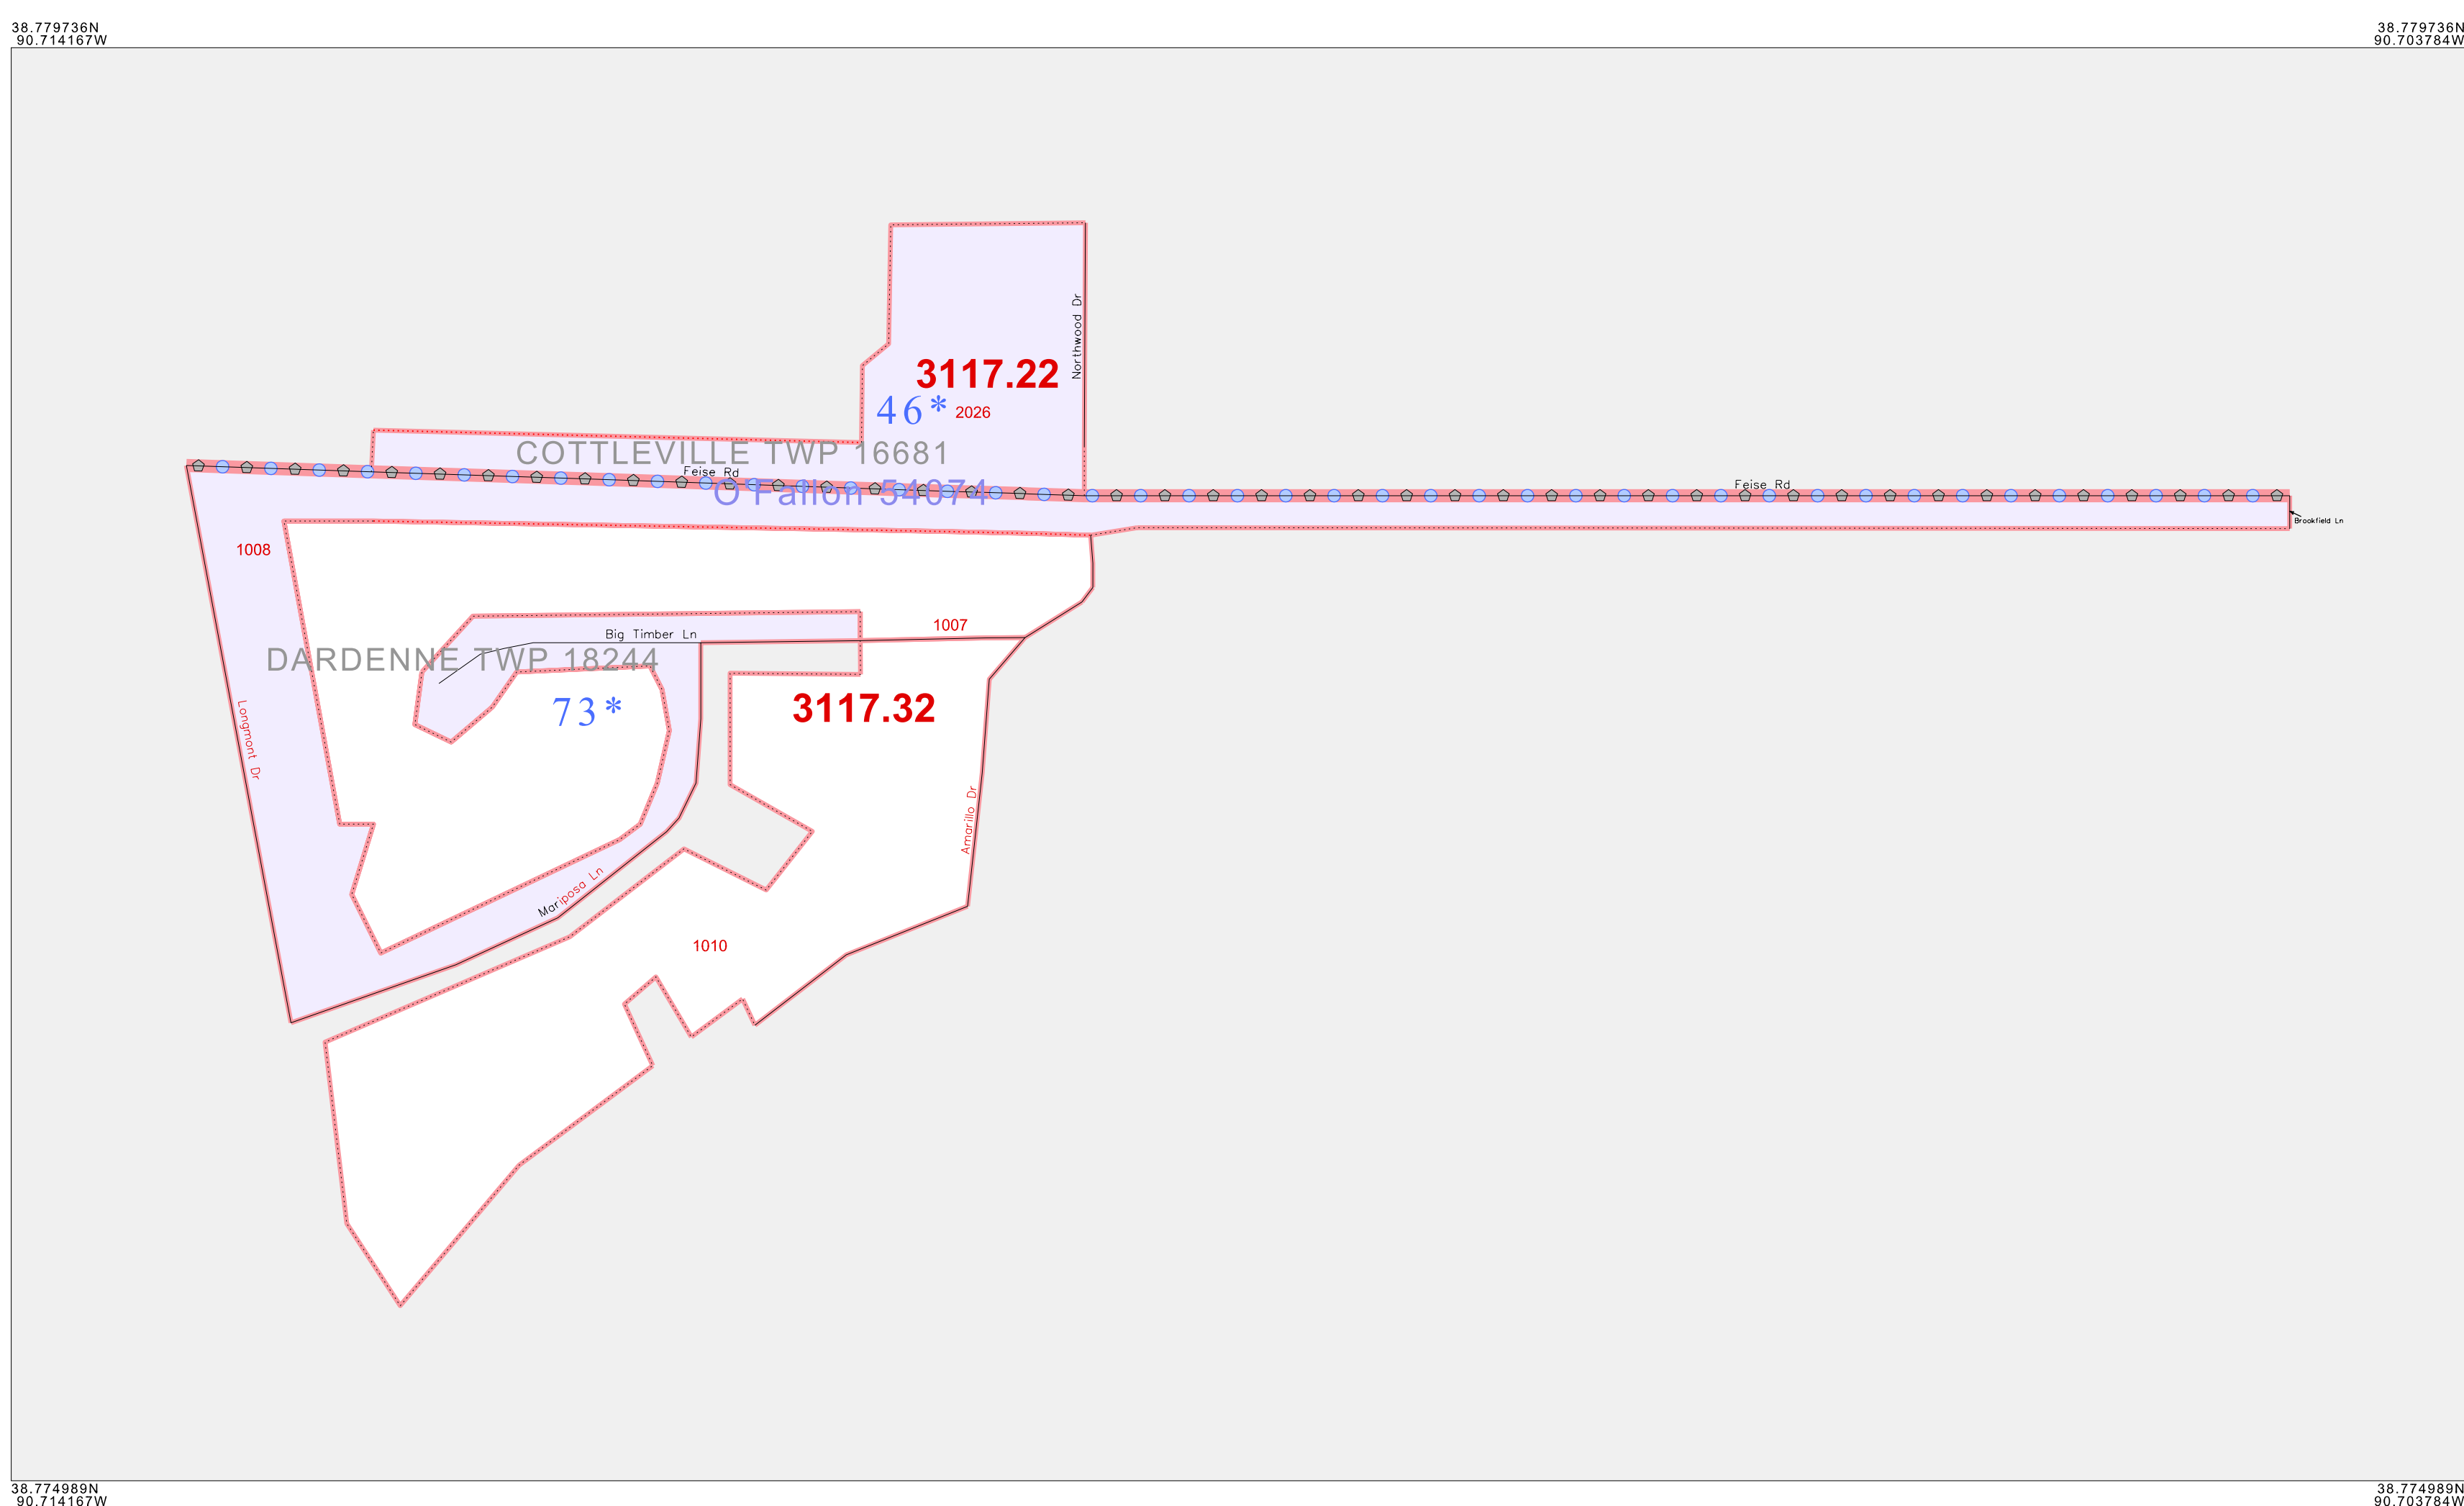 38.779736N
90.714167W
38.779736N
90.703784W
Northwood Dr
3117.22
46*
2026
COTTLEVILLE TWP 16681
Feise Rd
O'Fallon 54074
Feise Rd
Brookfield Ln
1008
1007
Big Timber Ln
DARDENNE TWP 18244
73*
3117.32
Longmont Dr
Amarillo Dr
Mariposa Ln
1010
38.774989N
90.714167W
38.774989N
90.703784W